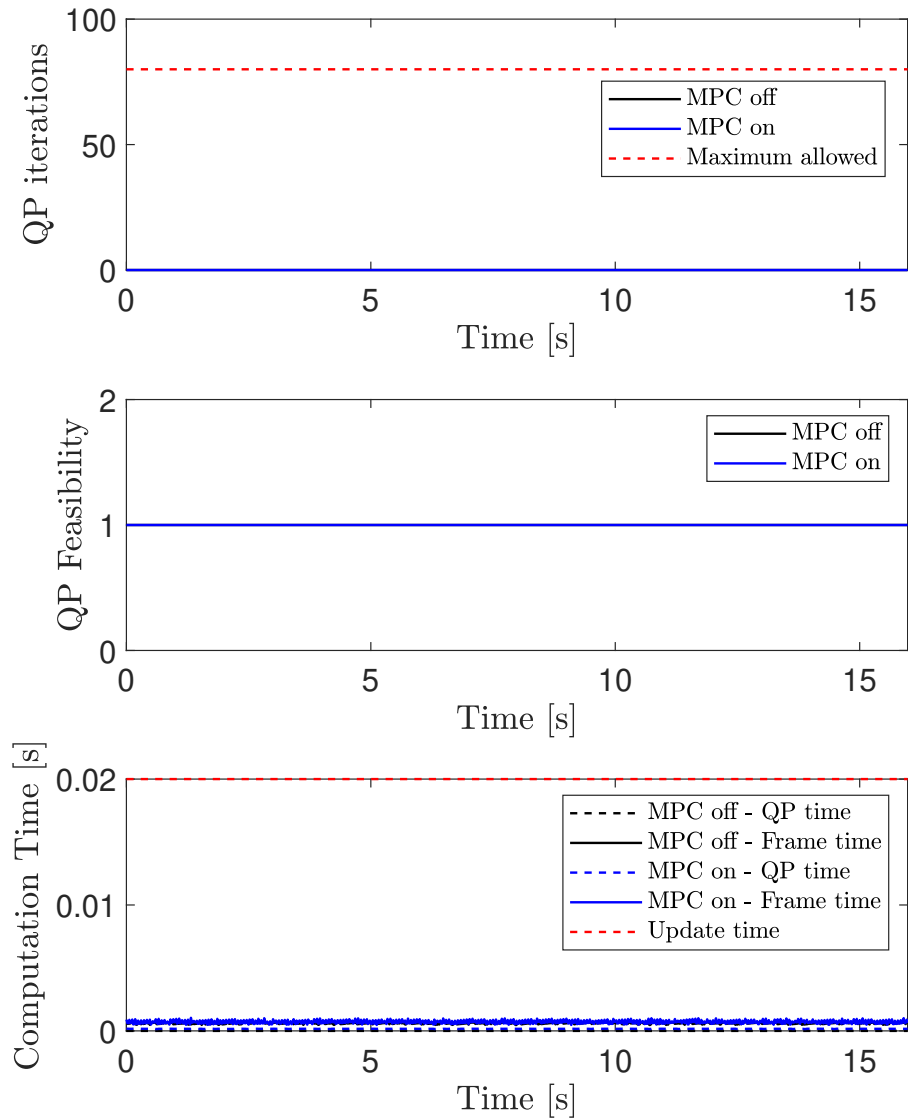 100
50
0
QP iterations
MPC off
MPC on
Maximum allowed
0
5
10
15
Time [s]
2
1
0
QP Feasibility
MPC off
MPC on
0
5
10
15
Time [s]
0.02
0.01
0
Computation Time [s]
MPC off - QP time
MPC off - Frame time
MPC on - QP time
MPC on - Frame time
Update time
0
5
10
15
Time [s]